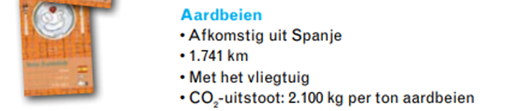 Aardbeien
• Afkomstig uit Spanje
• 1.741 km
• Met het vliegtuig
• CO₂-uitstoot: 2.100 kg per ton aardbeien